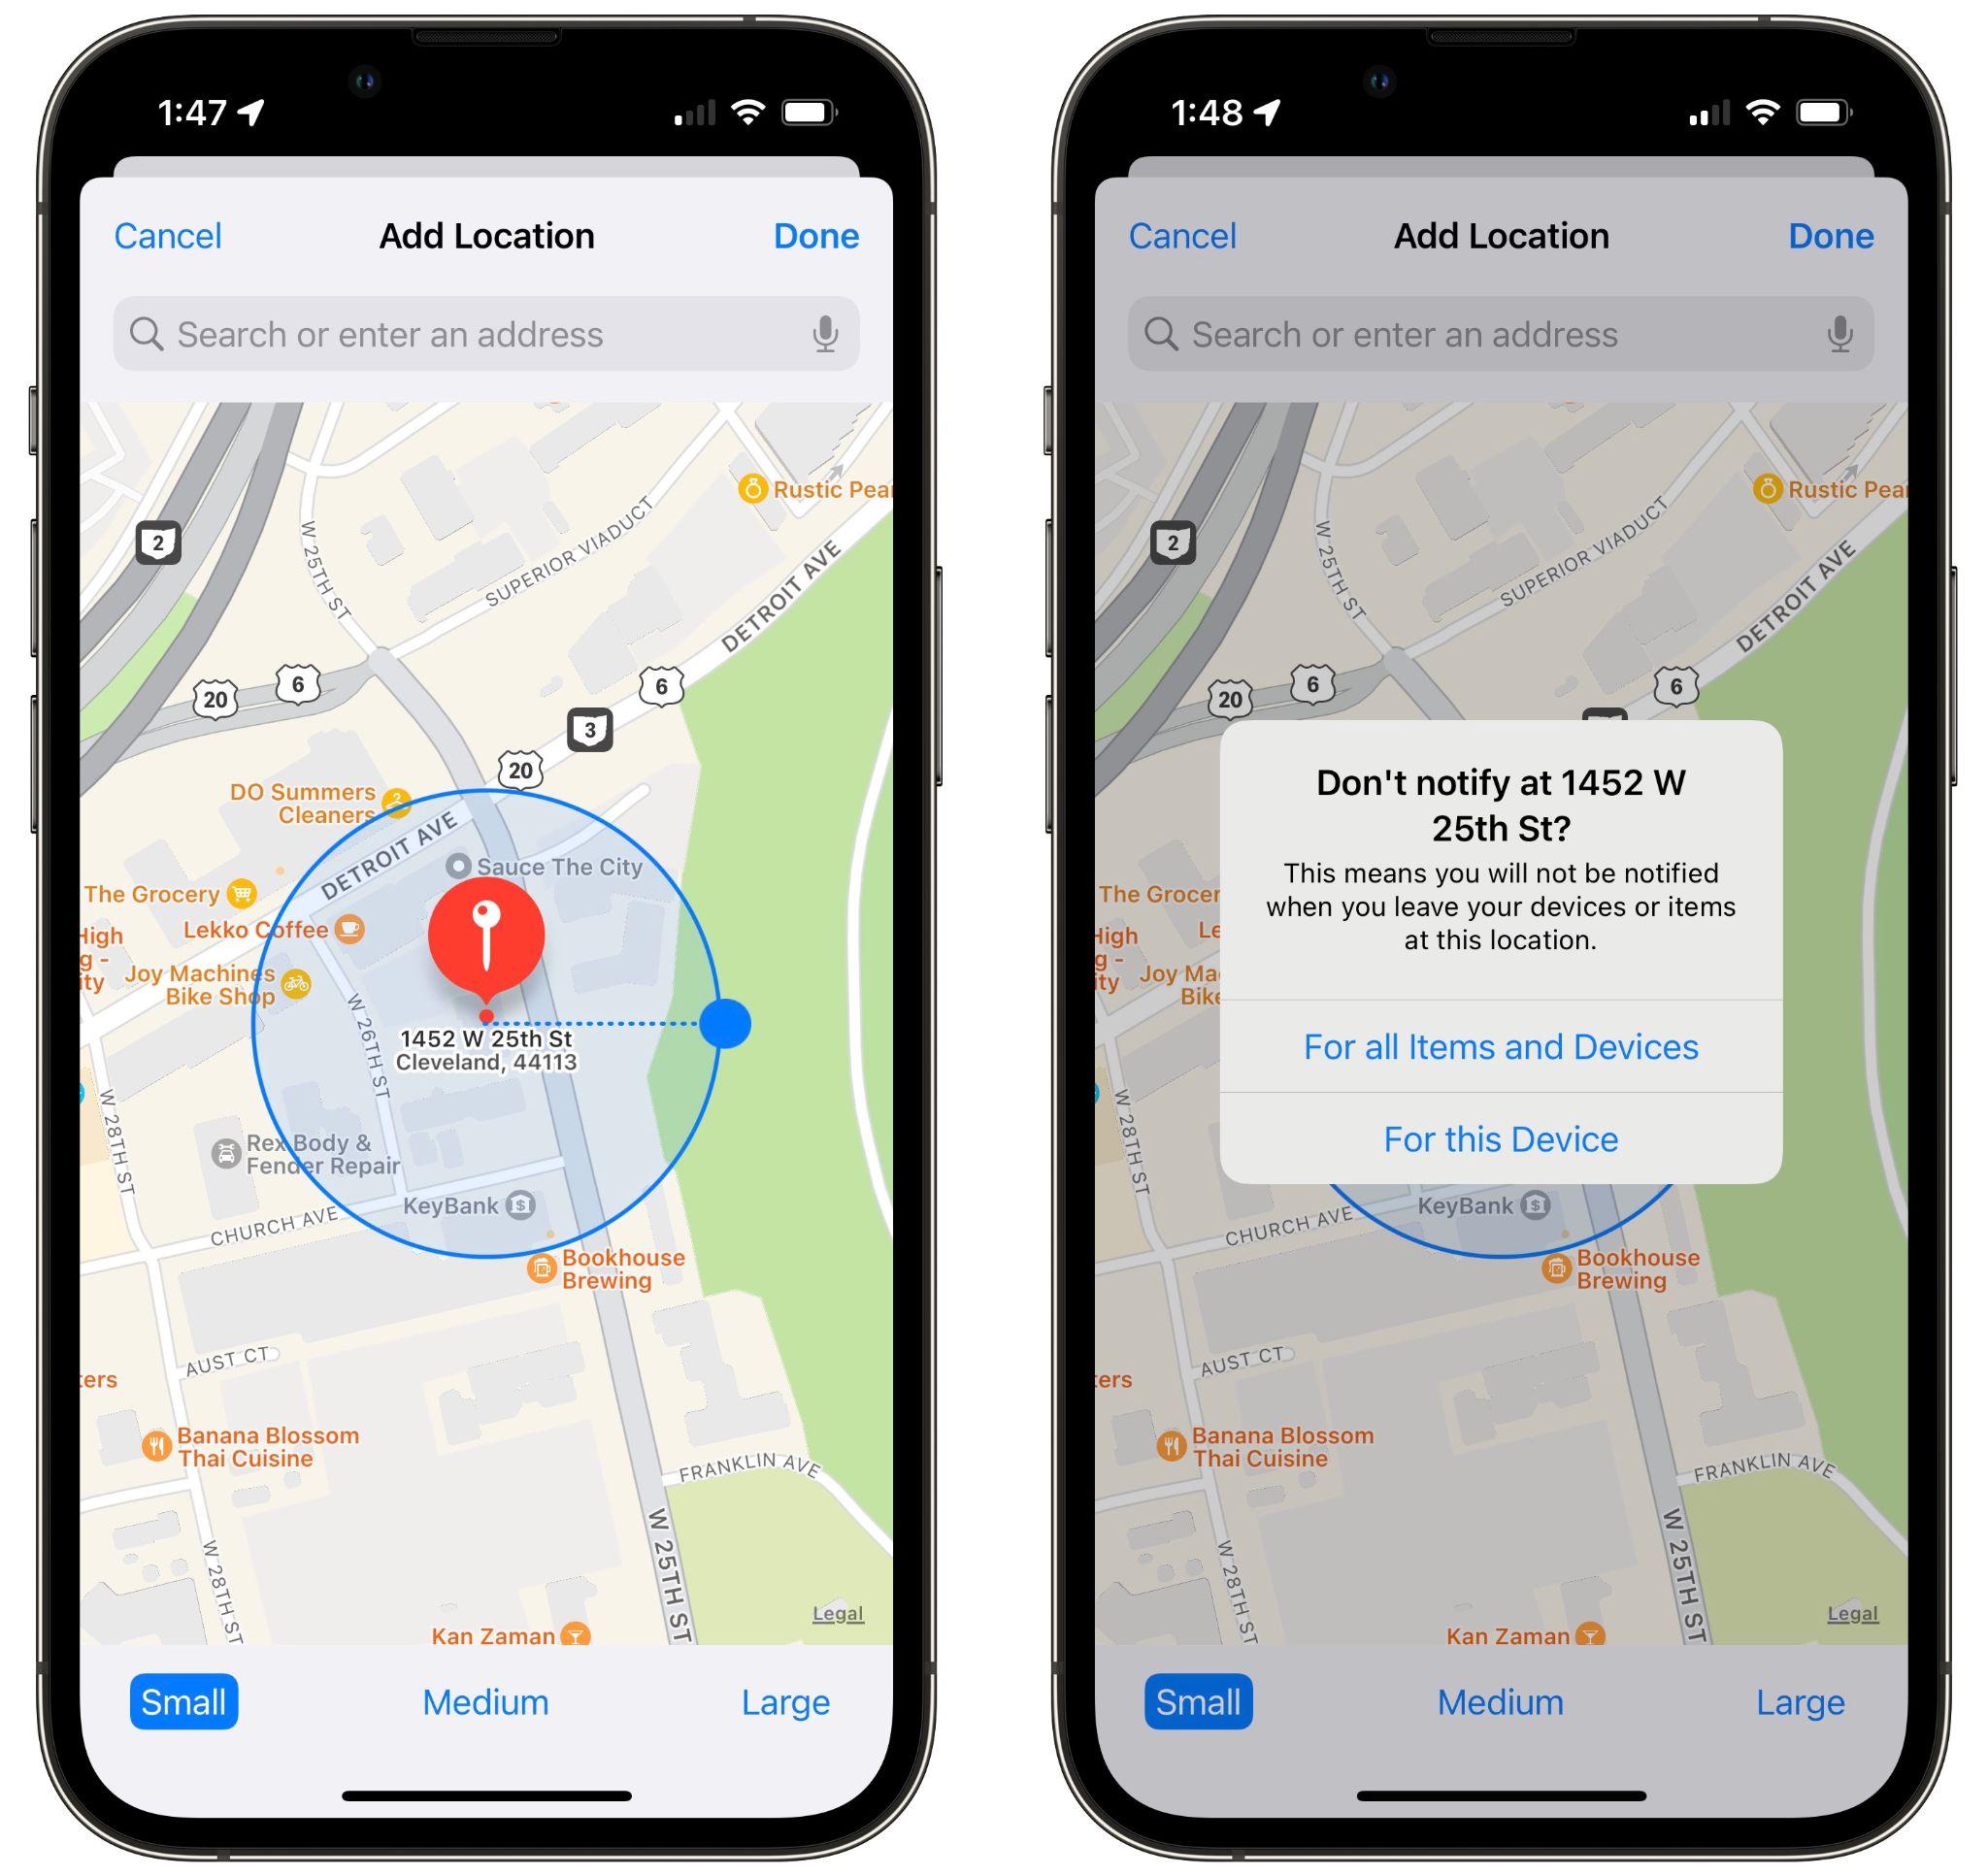 1:47
Cancel
Add Location
Done
Search or enter an address
Rustic Pear
2
W 25TH ST
SUPERIOR VIADUCT
DETROIT AVE
20
6
6
3
20
DO Summers
Cleaners
DETROIT AVE
Sauce The City
The Grocery
Lekko Coffee
High
g -
ity
Joy Machines
Bike Shop
W 26TH ST
1452 W 25th St
Cleveland, 44113
W 28TH ST
Rex Body &
Fender Repair
KeyBank
CHURCH AVE
Bookhouse
Brewing
AUST CT
ters
Banana Blossom
Thai Cuisine
FRANKLIN AVE
W 25TH ST
W 28TH ST
Legal
Kan Zaman
Small
Medium
Large
1:48
Cancel
Add Location
Done
Search or enter an address
Rustic Pear
2
W 25TH ST
SUPERIOR VIADUCT
DETROIT AVE
20
6
6
Don't notify at 1452 W
25th St?
This means you will not be notified
when you leave your devices or items
at this location.
For all Items and Devices
For this Device
The Grocer
Le
High
g -
ity
Joy Ma
Bike
W 28TH ST
KeyBank
CHURCH AVE
Bookhouse
Brewing
AUST CT
ters
Banana Blossom
Thai Cuisine
FRANKLIN AVE
W 25TH ST
W 28TH ST
Legal
Kan Zaman
Small
Medium
Large